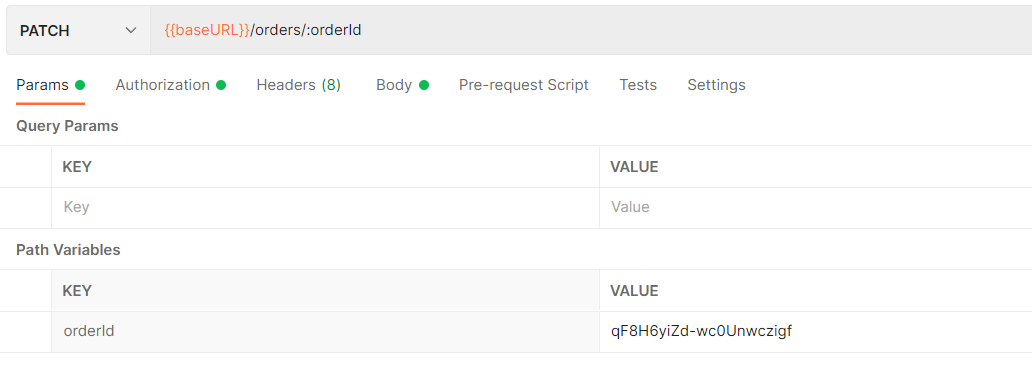 PATCH {{baseURL}}/orders/:orderId
Params Authorization Headers (8) Body Pre-request Script Tests Settings
Query Params
KEY VALUE
Key Value
Path Variables
KEY VALUE
orderId qF8H6yiZd-wc0Unwczigf